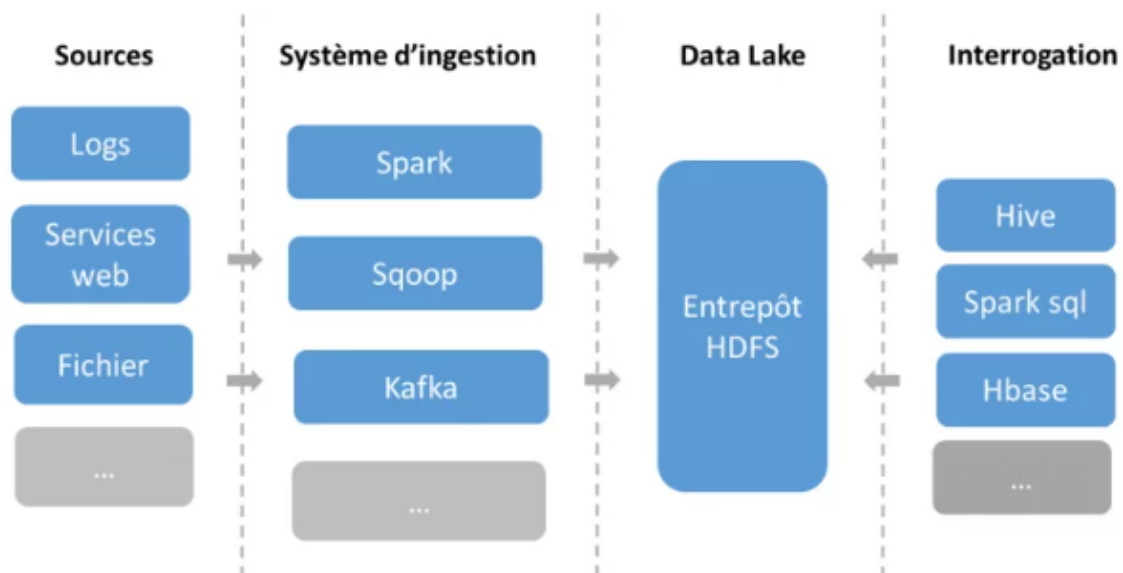 Sources
Système d'ingestion
Data Lake
Interrogation
Logs
Services
web
Fichier
...
Spark
Sqoop
Kafka
...
Entrepôt
HDFS
Hive
Spark sql
Hbase
...